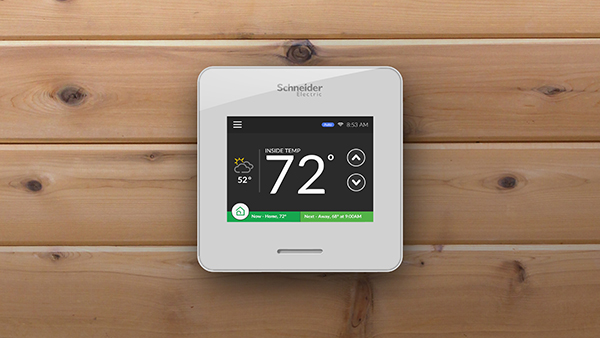 Schneider
Electric
Auto 8:53 AM
INSIDE TEMP
72°
52°
Now - Home, 72°
Next - Away, 68° at 9:00AM